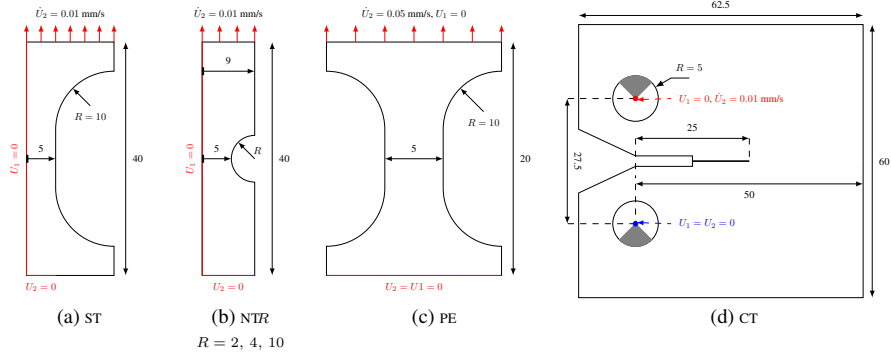 U̇₂ = 0.01 mm/s
U₁ = 0
R = 10
5
40
U₂ = 0
(a) ST
U̇₂ = 0.01 mm/s
9
U₁ = 0
5
R
40
U₂ = 0
(b) NTR
R = 2, 4, 10
U̇₂ = 0.05 mm/s, U₁ = 0
R = 10
5
20
U₂ = U1 = 0
(c) PE
62.5
R = 5
U₁ = 0, U̇₂ = 0.01 mm/s
25
27.5
50
60
U₁ = U₂ = 0
(d) CT